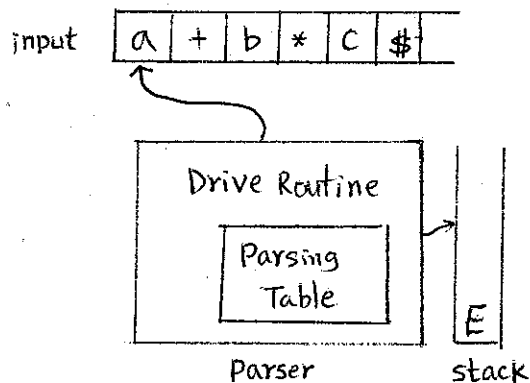 input a + b * c $
Drive Routine
Parsing
Table
E
Parser stack